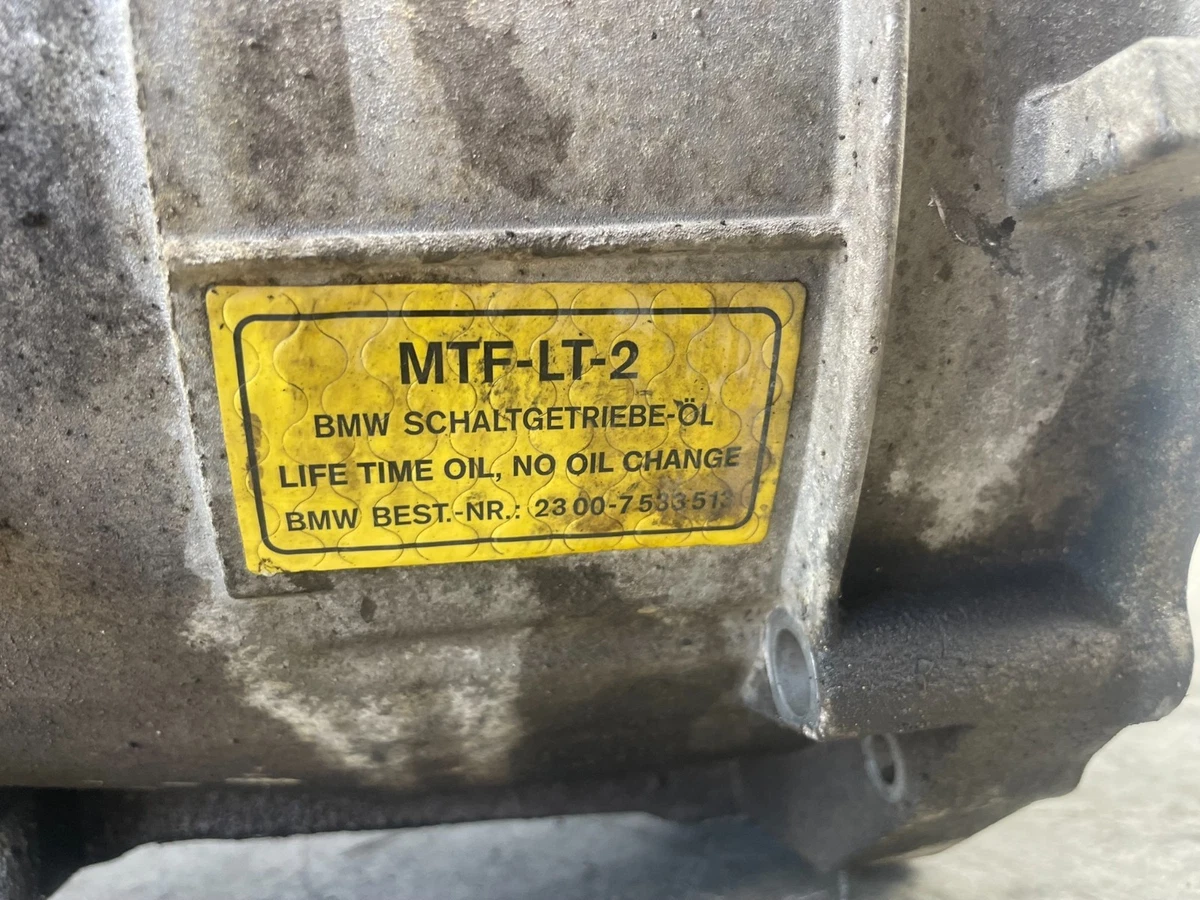 MTF-LT-2
BMW SCHALTGETRIEBE-ÖL
LIFE TIME OIL, NO OIL CHANGE
BMW BEST.-NR.: 23 00-7 533 513